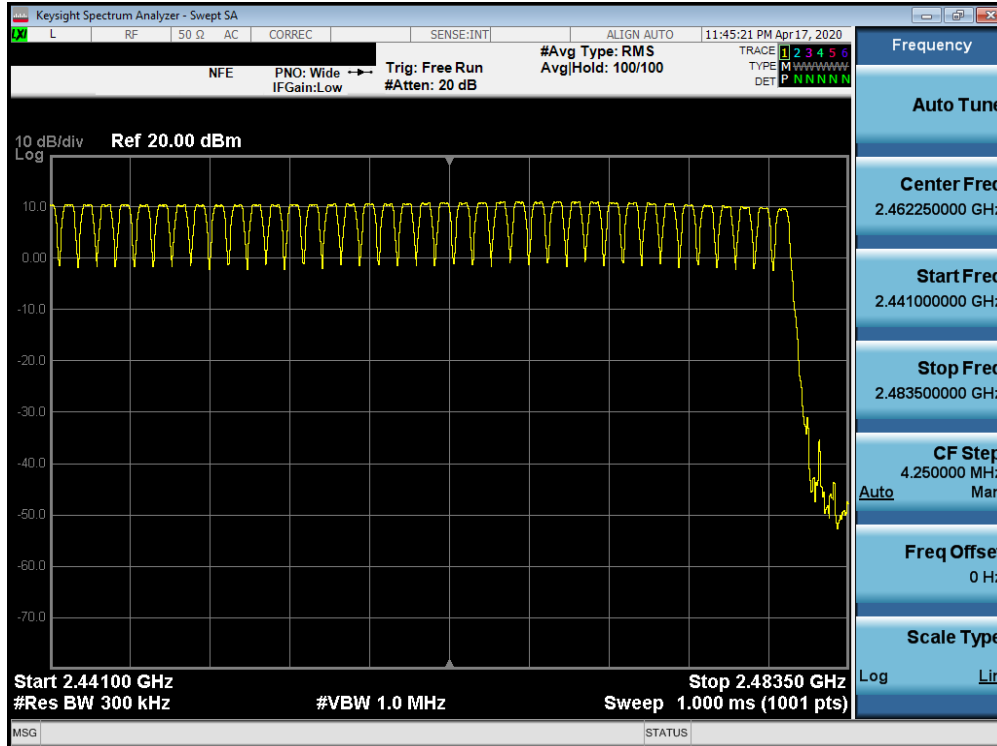 Keysight Spectrum Analyzer - Swept SA
LXI L RF 50 Ω AC CORREC SENSE:INT ALIGN AUTO 11:45:21 PM Apr 17, 2020
NFE PNO: Wide IFGain:Low
Trig: Free Run
#Atten: 20 dB
#Avg Type: RMS
Avg|Hold: 100/100
TRACE 1 2 3 4 5 6
TYPE M WWWWW
DET P N N N N N
10 dB/div Ref 20.00 dBm
Log
10.0
0.00
-10.0
-20.0
-30.0
-40.0
-50.0
-60.0
-70.0
Start 2.44100 GHz Stop 2.48350 GHz
#Res BW 300 kHz #VBW 1.0 MHz Sweep 1.000 ms (1001 pts)
MSG STATUS
Frequency
Auto Tune
Center Freq
2.462250000 GHz
Start Freq
2.441000000 GHz
Stop Freq
2.483500000 GHz
CF Step
4.250000 MHz
Auto Man
Freq Offset
0 Hz
Scale Type
Log Lin